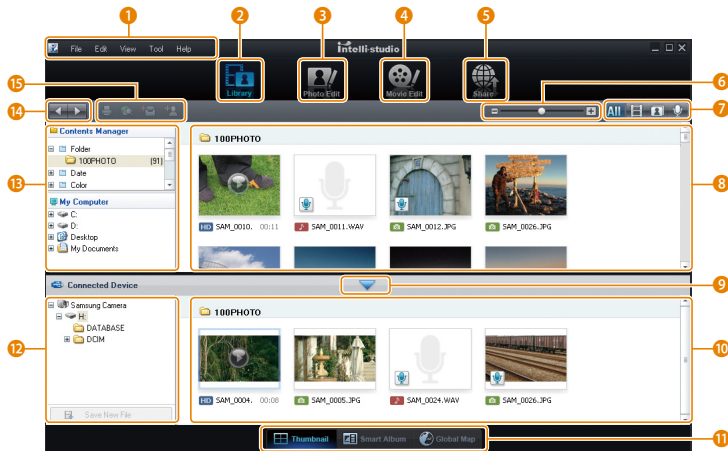 1 2 3 4 5
File Edit View Tool Help
intelli-studio
Library Photo Edit Movie Edit Share
15 6
14 7
All
Contents Manager
Folder
100PHOTO [91]
Date
Color
13
My Computer
C:
D:
Desktop
My Documents
100PHOTO
HD SAM_0010. 00:11 SAM_0011.WAV SAM_0012.JPG SAM_0026.JPG
8
Connected Device
9
Samsung Camera
H:
DATABASE
DCIM
12
Save New File
100PHOTO
HD SAM_0004. 00:08 SAM_0005.JPG SAM_0024.WAV SAM_0026.JPG
10
Thumbnail Smart Album Global Map
11